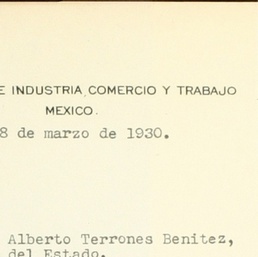 E INDUSTRIA, COMERCIO Y TRABAJO
MEXICO.
8 de marzo de 1930.
Alberto Terrones Benitez,
del Estado.